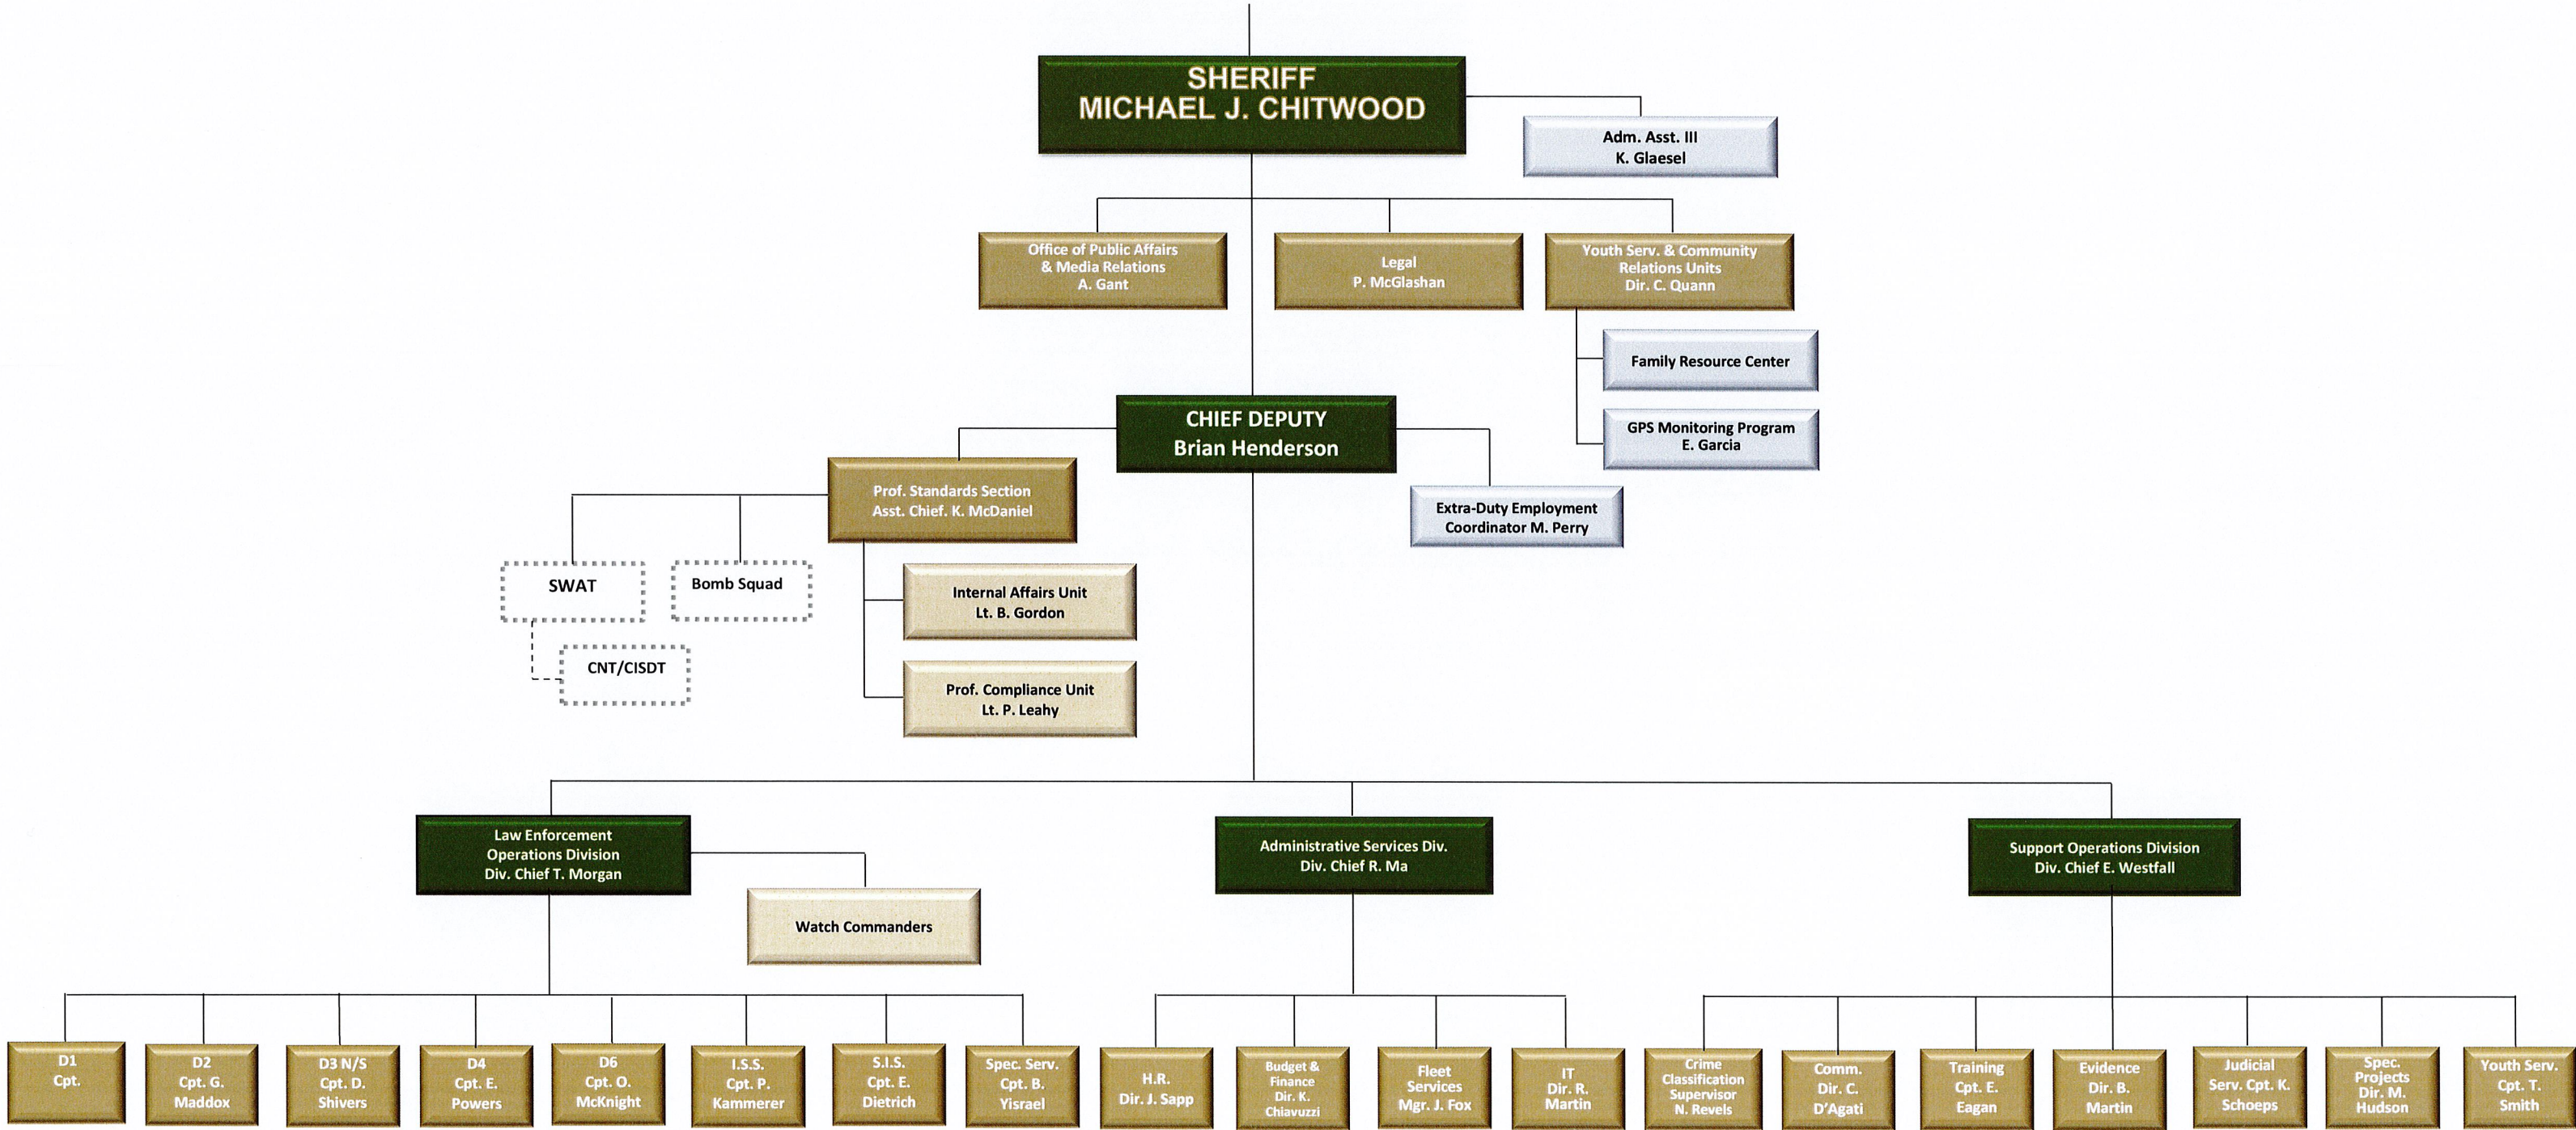 SHERIFF
MICHAEL J. CHITWOOD
Adm. Asst. III
K. Glaesel
Office of Public Affairs
& Media Relations
A. Gant
Legal
P. McGlashan
Youth Serv. & Community
Relations Units
Dir. C. Quann
Family Resource Center
GPS Monitoring Program
E. Garcia
CHIEF DEPUTY
Brian Henderson
Prof. Standards Section
Asst. Chief. K. McDaniel
Extra-Duty Employment
Coordinator M. Perry
SWAT
Bomb Squad
CNT/CISDT
Internal Affairs Unit
Lt. B. Gordon
Prof. Compliance Unit
Lt. P. Leahy
Law Enforcement
Operations Division
Div. Chief T. Morgan
Watch Commanders
Administrative Services Div.
Div. Chief R. Ma
Support Operations Division
Div. Chief E. Westfall
D1
Cpt.
D2
Cpt. G.
Maddox
D3 N/S
Cpt. D.
Shivers
D4
Cpt. E.
Powers
D6
Cpt. O.
McKnight
I.S.S.
Cpt. P.
Kammerer
S.I.S.
Cpt. E.
Dietrich
Spec. Serv.
Cpt. B.
Yisrael
H.R.
Dir. J. Sapp
Budget &
Finance
Dir. K.
Chiavuzzi
Fleet
Services
Mgr. J. Fox
IT
Dir. R.
Martin
Crime
Classification
Supervisor
N. Revels
Comm.
Dir. C.
D’Agati
Training
Cpt. E.
Eagan
Evidence
Dir. B.
Martin
Judicial
Serv. Cpt. K.
Schoeps
Spec.
Projects
Dir. M.
Hudson
Youth Serv.
Cpt. T.
Smith